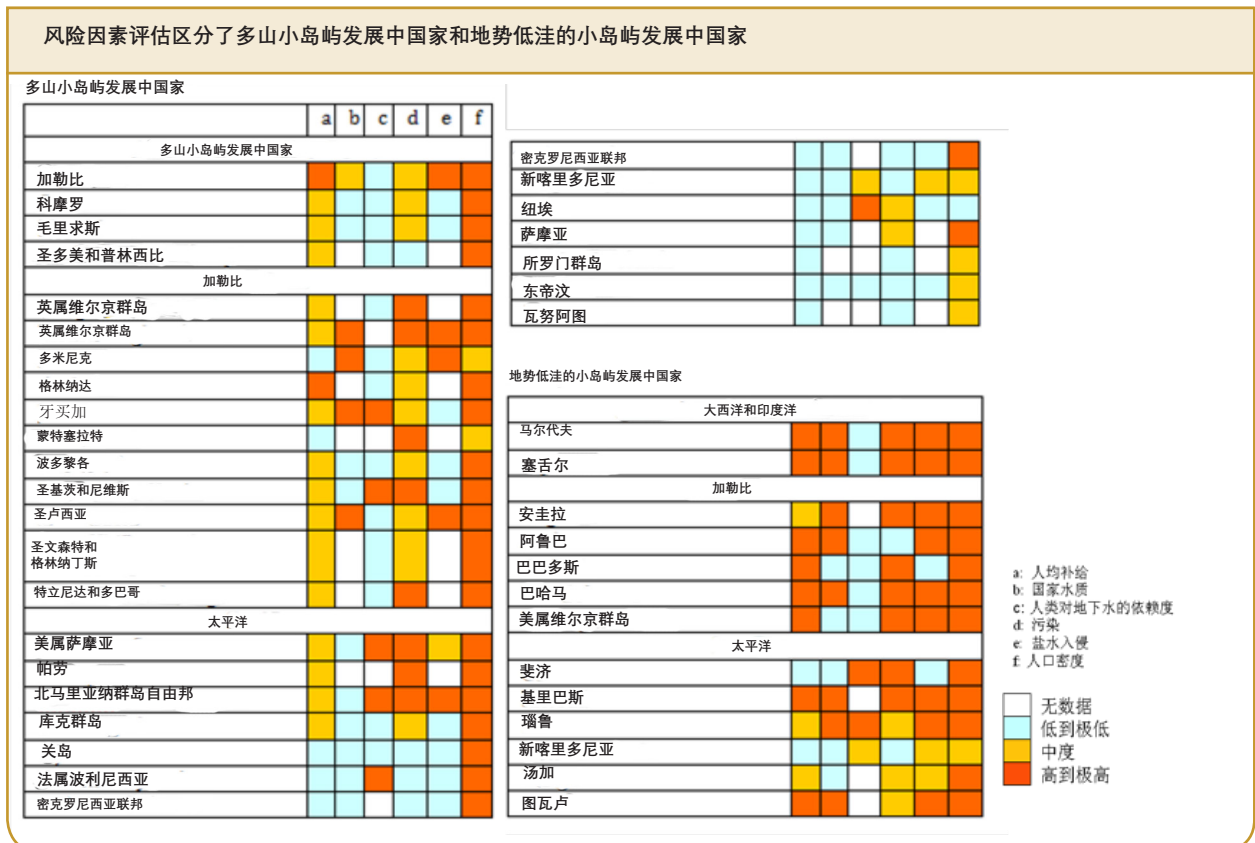 风险因素评估区分了多山小岛屿发展中国家和地势低洼的小岛屿发展中国家
多山小岛屿发展中国家
a b c d e f
多山小岛屿发展中国家
加勒比
科摩罗
毛里求斯
圣多美和普林西比
加勒比
英属维尔京群岛
英属维尔京群岛
多米尼克
格林纳达
牙买加
蒙特塞拉特
波多黎各
圣基茨和尼维斯
圣卢西亚
圣文森特和
格林纳丁斯
特立尼达和多巴哥
太平洋
美属萨摩亚
帕劳
北马里亚纳群岛自由邦
库克群岛
关岛
法属波利尼西亚
密克罗尼西亚联邦
密克罗尼西亚联邦
新喀里多尼亚
纽埃
萨摩亚
所罗门群岛
东帝汶
瓦努阿图
地势低洼的小岛屿发展中国家
大西洋和印度洋
马尔代夫
塞舌尔
加勒比
安圭拉
阿鲁巴
巴巴多斯
巴哈马
美属维尔京群岛
太平洋
斐济
基里巴斯
瑙鲁
新喀里多尼亚
汤加
图瓦卢
a: 人均补给
b: 国家水质
c: 人类对地下水的依赖度
d: 污染
e: 盐水入侵
f: 人口密度
无数据
低到极低
中度
高到极高